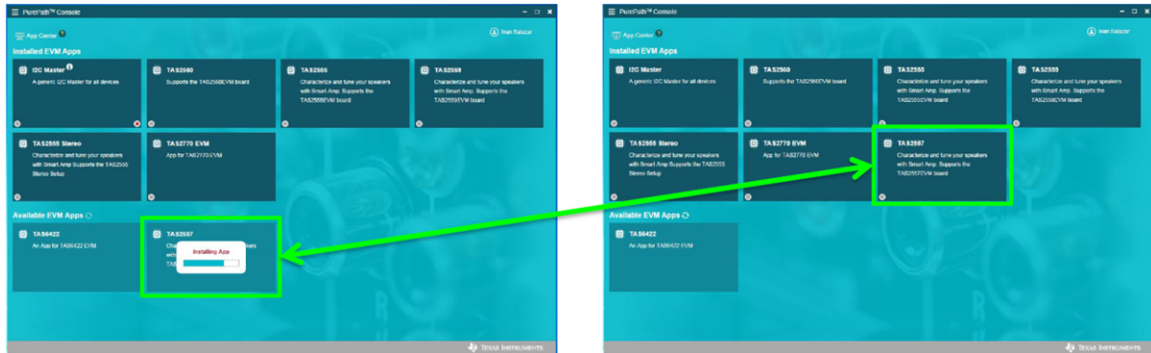 PurePath™ Console
App Center
Ivan Salazar
Installed EVM Apps
I2C Master
A generic I2C Master for all devices
TAS2560
Supports the TAS2560EVM board
TAS2555
Characterize and tune your speakers
with Smart Amp. Supports the
TAS2555EVM board
TAS2559
Characterize and tune your speakers
with Smart Amp. Supports the
TAS2559EVM board
TAS2555 Stereo
Characterize and tune your speakers
with Smart Amp Supports the TAS2555
Stereo Setup
TAS2770 EVM
App for TAS2770 EVM
Available EVM Apps
TAS6422
An App for TAS6422 EVM
TAS2557
Installing App
TEXAS INSTRUMENTS
PurePath™ Console
App Center
Ivan Salazar
Installed EVM Apps
I2C Master
A generic I2C Master for all devices
TAS2560
Supports the TAS2560EVM board
TAS2555
Characterize and tune your speakers
with Smart Amp. Supports the
TAS2555EVM board
TAS2559
Characterize and tune your speakers
with Smart Amp. Supports the
TAS2559EVM board
TAS2555 Stereo
Characterize and tune your speakers
with Smart Amp Supports the TAS2555
Stereo Setup
TAS2770 EVM
App for TAS2770 EVM
TAS2557
Characterize and tune your speakers
with Smart Amp. Supports the
TAS2557EVM board
Available EVM Apps
TAS6422
An App for TAS6422 EVM
TEXAS INSTRUMENTS